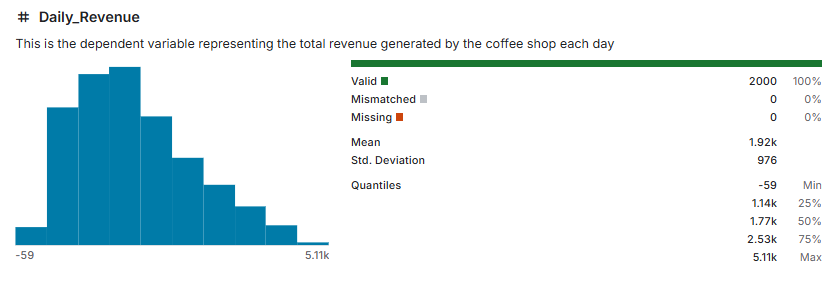 # Daily_Revenue
This is the dependent variable representing the total revenue generated by the coffee shop each day
-59 5.11k
Valid 2000 100%
Mismatched 0 0%
Missing 0 0%
Mean 1.92k
Std. Deviation 976
Quantiles -59 Min
1.14k 25%
1.77k 50%
2.53k 75%
5.11k Max